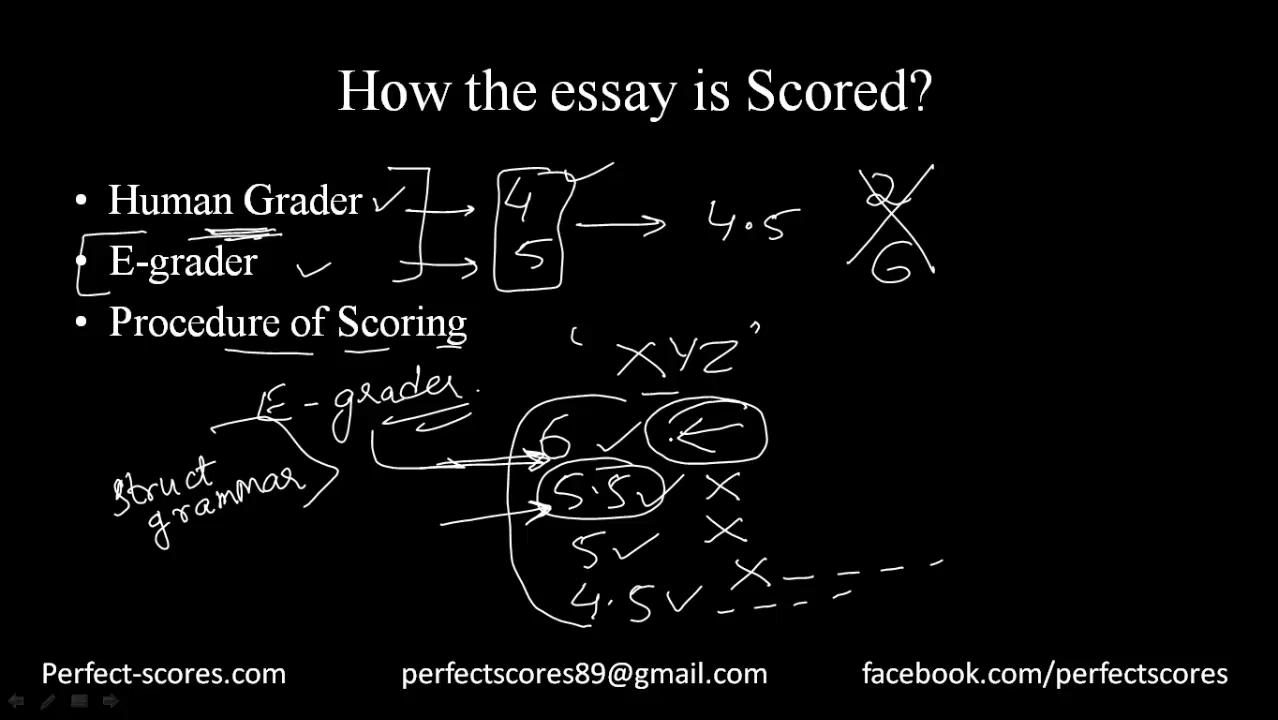 How the essay is Scored?
• Human Grader
4
5
4.5
2
6
• E-grader
• Procedure of Scoring
" XYZ "
E - grader.
struct
grammar
6
5.5
5
4.5
Perfect-scores.com
perfectscores89@gmail.com
facebook.com/perfectscores